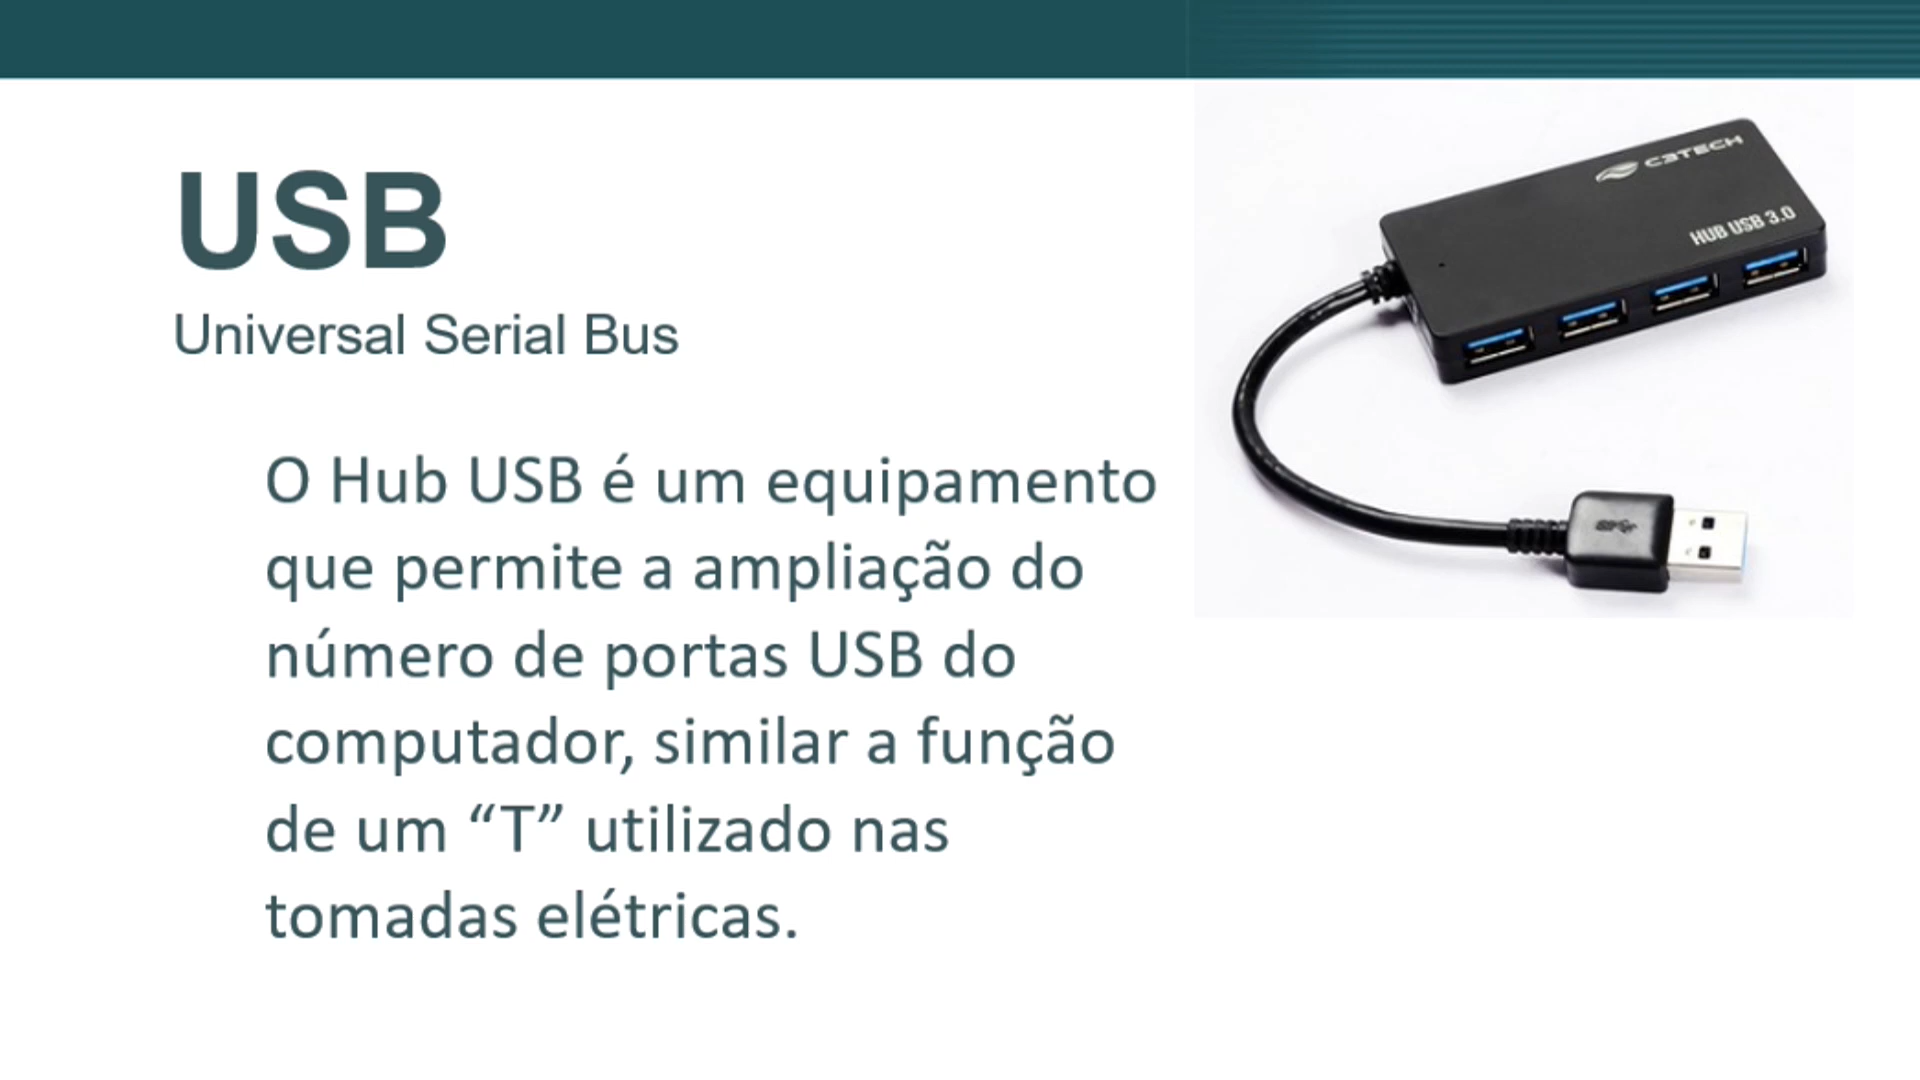 USB
Universal Serial Bus
O Hub USB é um equipamento
que permite a ampliação do
número de portas USB do
computador, similar a função
de um “T” utilizado nas
tomadas elétricas.
C3TECH
HUB USB 3.0